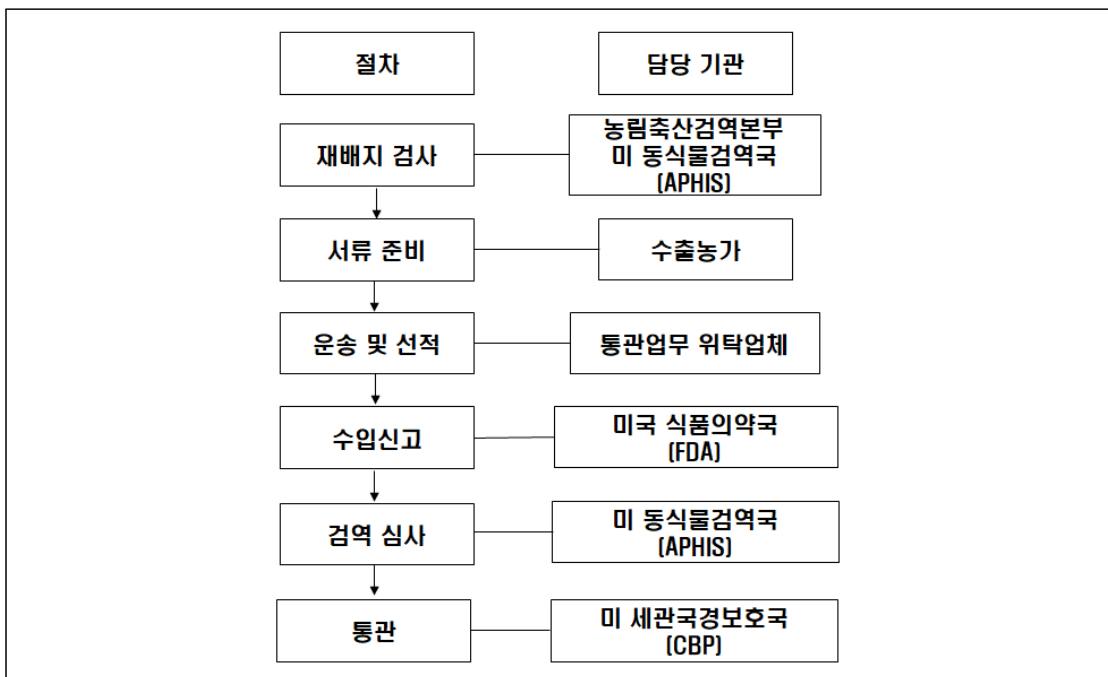 절차
담당 기관
재배지 검사
농림축산검역본부
미 동식물검역국
(APHIS)
서류 준비
수출농가
운송 및 선적
통관업무 위탁업체
수입신고
미국 식품의약국
(FDA)
검역 심사
미 동식물검역국
(APHIS)
통관
미 세관국경보호국
(CBP)